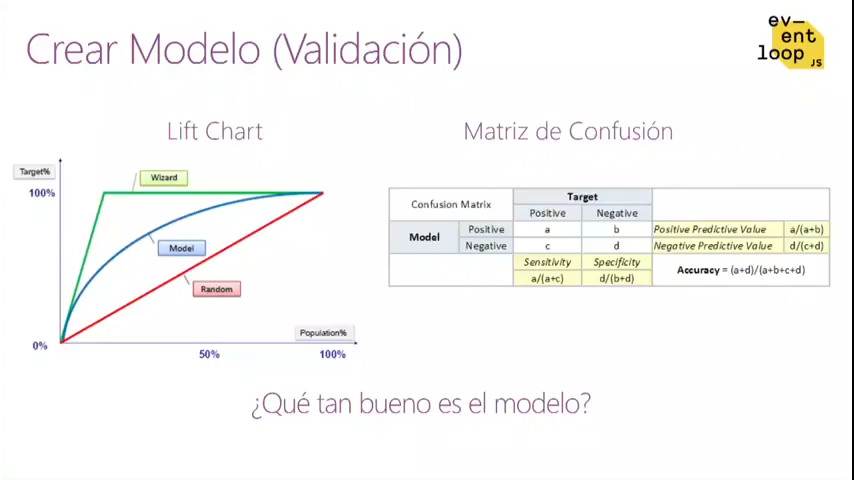 Crear Modelo (Validación)
ev—
ent
loop
JS
Lift Chart
Target%
100%
Wizard
Model
Random
Population%
0%
50%
100%
Matriz de Confusión
Confusion Matrix
Target
Positive Negative
Model Positive a b Positive Predictive Value a/(a+b)
Negative c d Negative Predictive Value d/(c+d)
Sensitivity Specificity Accuracy = (a+d)/(a+b+c+d)
a/(a+c) d/(b+d)
¿Qué tan bueno es el modelo?